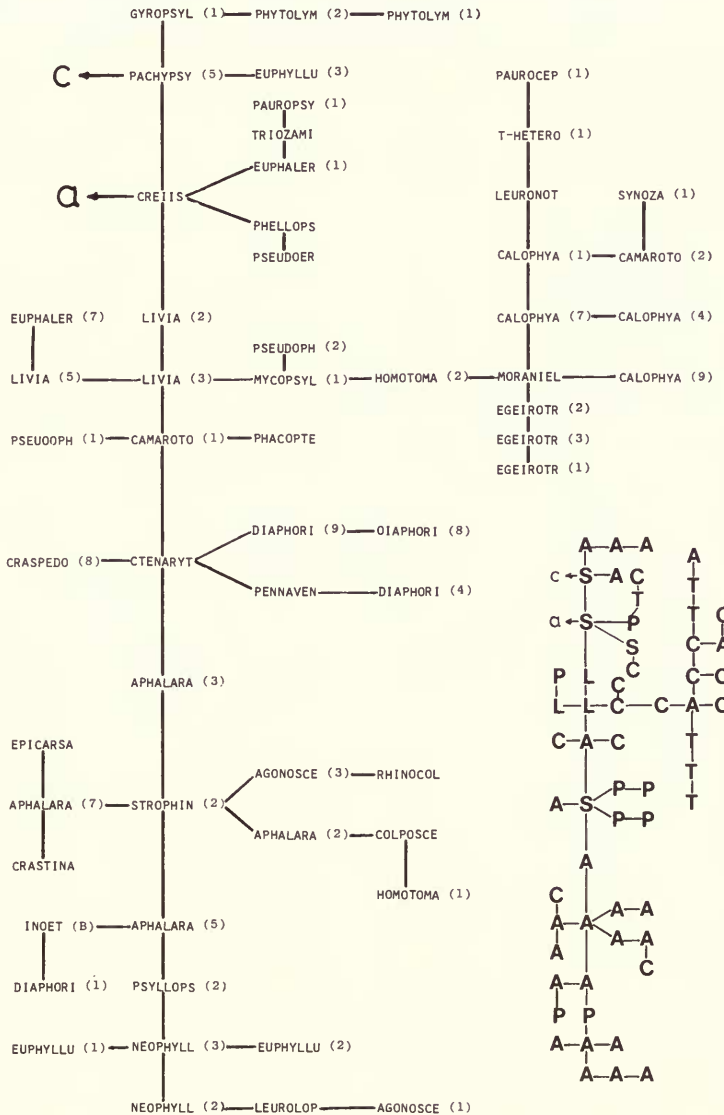 GYROPSYL (1) PHYTOLYM (2) PHYTOLYM (1)
C PACHYPSY (5) EUPHYLLU (3) PAUROCEP (1)
PAUROPSY (1)
TRIOZAMI T-HETERO (1)
EUPHALER (1)
a CREIIS LEURONOT SYNOZA (1)
PHELLOPS
PSEUDOER CALOPHYA (1) CAMAROTO (2)
EUPHALER (7) LIVIA (2) CALOPHYA (7) CALOPHYA (4)
PSEUDOPH (2)
LIVIA (5) LIVIA (3) MYCOPSYL (1) HOMOTOMA (2) MORANIEL CALOPHYA (9)
EGEIROTR (2)
PSEUOOPH (1) CAMAROTO (1) PHACOPTE EGEIROTR (3)
EGEIROTR (1)
DIAPHORI (9) OIAPHORI (8)
CRASPEDO (8) CTENARYT
PENNAVEN DIAPHORI (4)
APHALARA (3)
EPICARSA
AGONOSCE (3) RHINOCOL
APHALARA (7) STROPHIN (2)
APHALARA (2) COLPOSCE
CRASTINA
HOMOTOMA (1)
INOET (B) APHALARA (5)
DIAPHORI (1) PSYLLOPS (2)
EUPHYLLU (1) NEOPHYLL (3) EUPHYLLU (2)
NEOPHYLL (2) LEUROLOP AGONOSCE (1)
A A A A
C S A C T
T T
a S P C
S C A
P L C C C
L L C C A C
C A C T
T
A S P P T
P P
A
C
A A A A A
A A A C
A A
P P
A A A
A A A